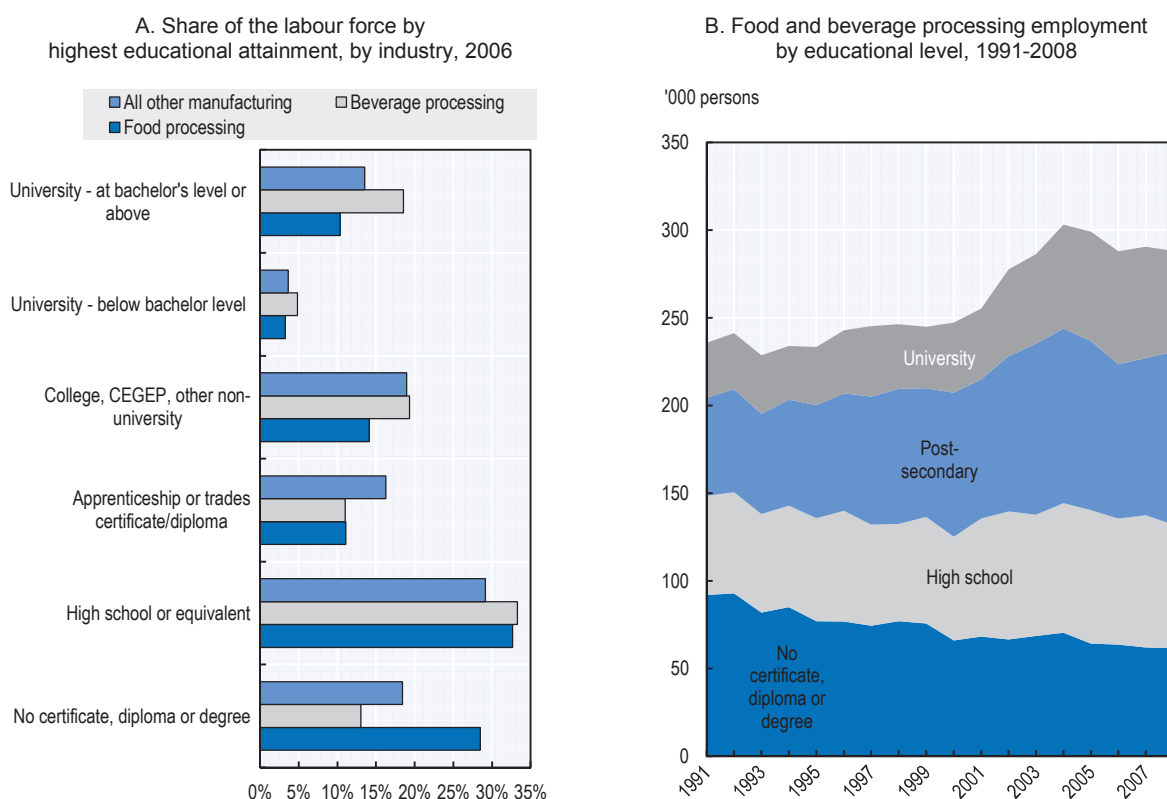 A. Share of the labour force by
highest educational attainment, by industry, 2006
All other manufacturing
Beverage processing
Food processing
University - at bachelor's level or
above
University - below bachelor level
College, CEGEP, other non-
university
Apprenticeship or trades
certificate/diploma
High school or equivalent
No certificate, diploma or degree
0% 5% 10% 15% 20% 25% 30% 35%
B. Food and beverage processing employment
by educational level, 1991-2008
'000 persons
350
300
250
200
150
100
50
0
University
Post-
secondary
High school
No
certificate,
diploma or
degree
1991 1993 1995 1997 1999 2001 2003 2005 2007